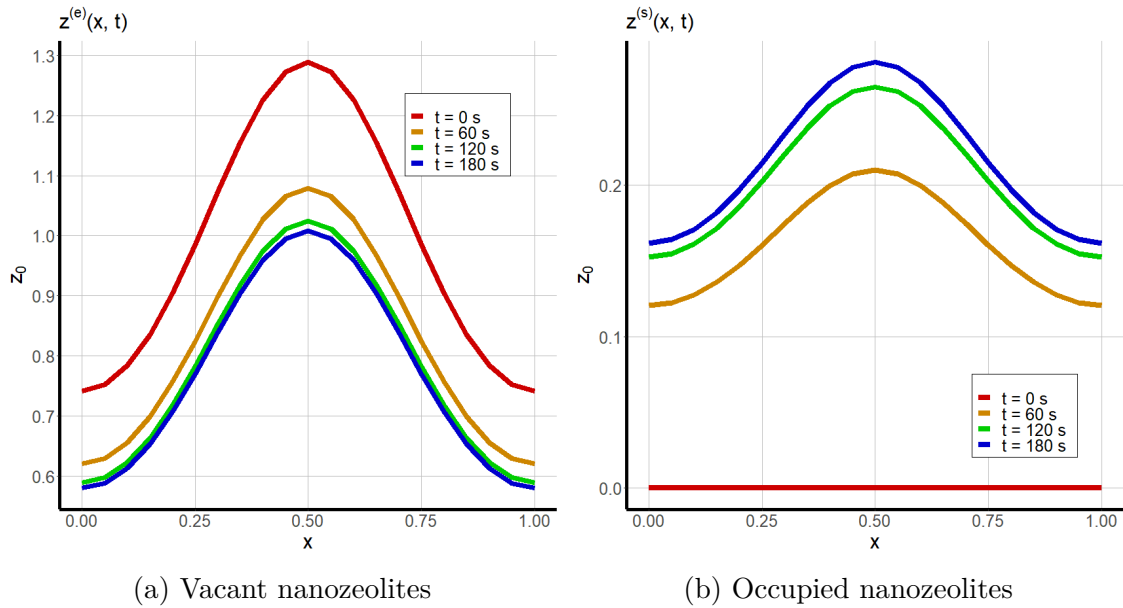 z(e)(x, t)
z0
1.3
1.2
1.1
1.0
0.9
0.8
0.7
0.6
t = 0 s
t = 60 s
t = 120 s
t = 180 s
0.00 0.25 0.50 0.75 1.00
x
(a) Vacant nanozeolites
z(s)(x, t)
z0
0.2
0.1
0.0
t = 0 s
t = 60 s
t = 120 s
t = 180 s
0.00 0.25 0.50 0.75 1.00
x
(b) Occupied nanozeolites